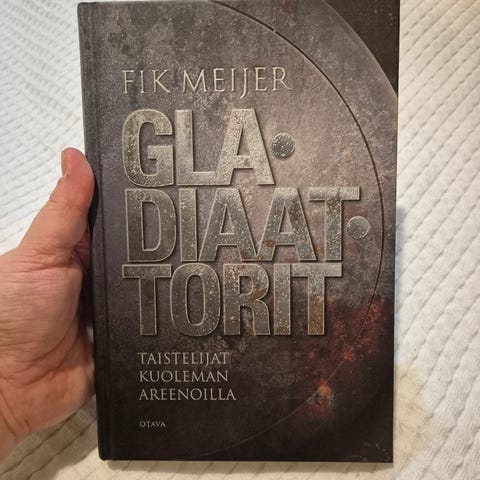 FIK MEIJER
GLA·
DIAAT·
TORIT
TAISTELIJAT
KUOLEMAN
AREENOILLA
OTAVA